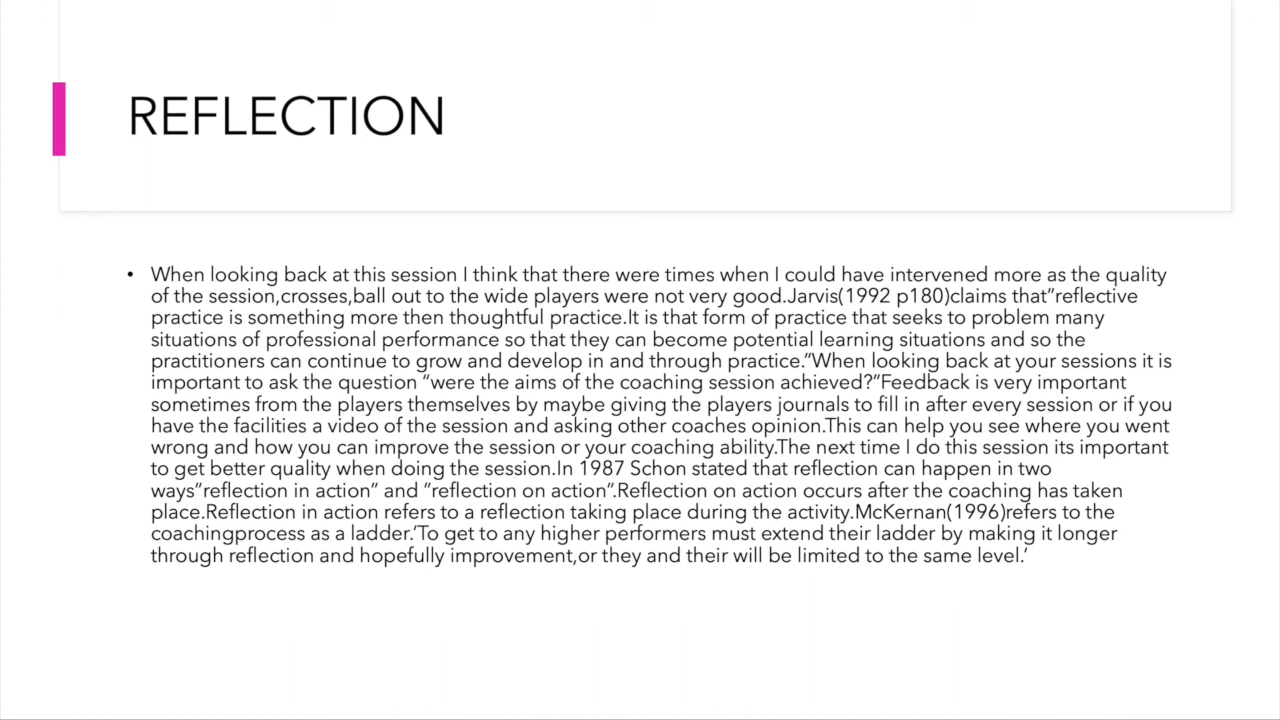 REFLECTION
• When looking back at this session I think that there were times when I could have intervened more as the quality
of the session,crosses,ball out to the wide players were not very good.Jarvis(1992 p180)claims that”reflective
practice is something more then thoughtful practice.It is that form of practice that seeks to problem many
situations of professional performance so that they can become potential learning situations and so the
practitioners can continue to grow and develop in and through practice.”When looking back at your sessions it is
important to ask the question “were the aims of the coaching session achieved?”Feedback is very important
sometimes from the players themselves by maybe giving the players journals to fill in after every session or if you
have the facilities a video of the session and asking other coaches opinion.This can help you see where you went
wrong and how you can improve the session or your coaching ability.The next time I do this session its important
to get better quality when doing the session.In 1987 Schon stated that reflection can happen in two
ways”reflection in action” and ”reflection on action”.Reflection on action occurs after the coaching has taken
place.Reflection in action refers to a reflection taking place during the activity.McKernan(1996)refers to the
coachingprocess as a ladder.’To get to any higher performers must extend their ladder by making it longer
through reflection and hopefully improvement,or they and their will be limited to the same level.’